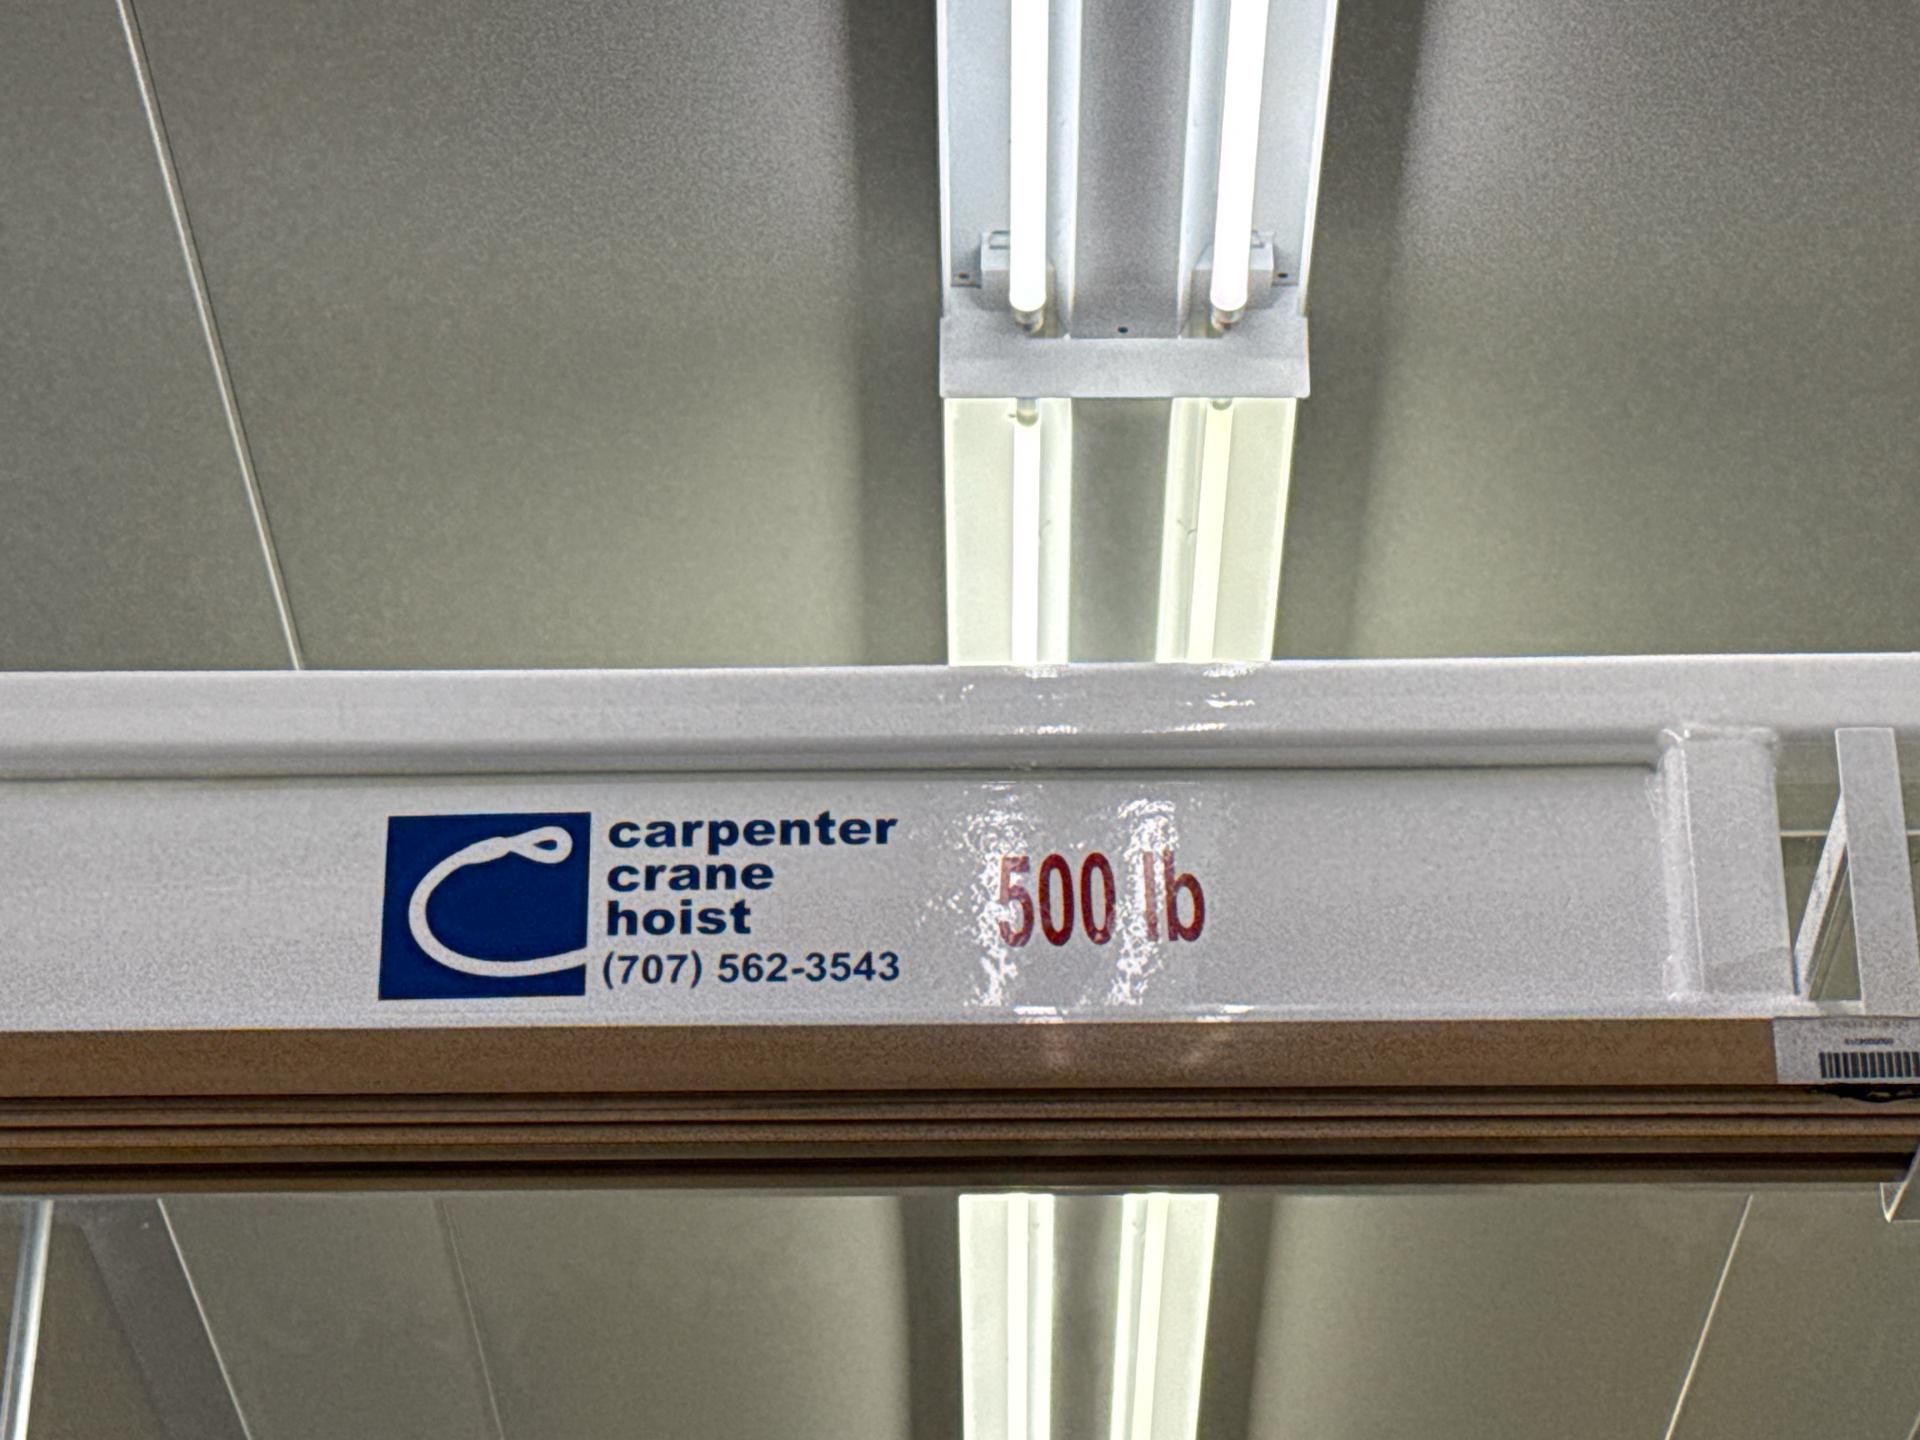 carpenter
crane
hoist
(707) 562-3543
500 lb